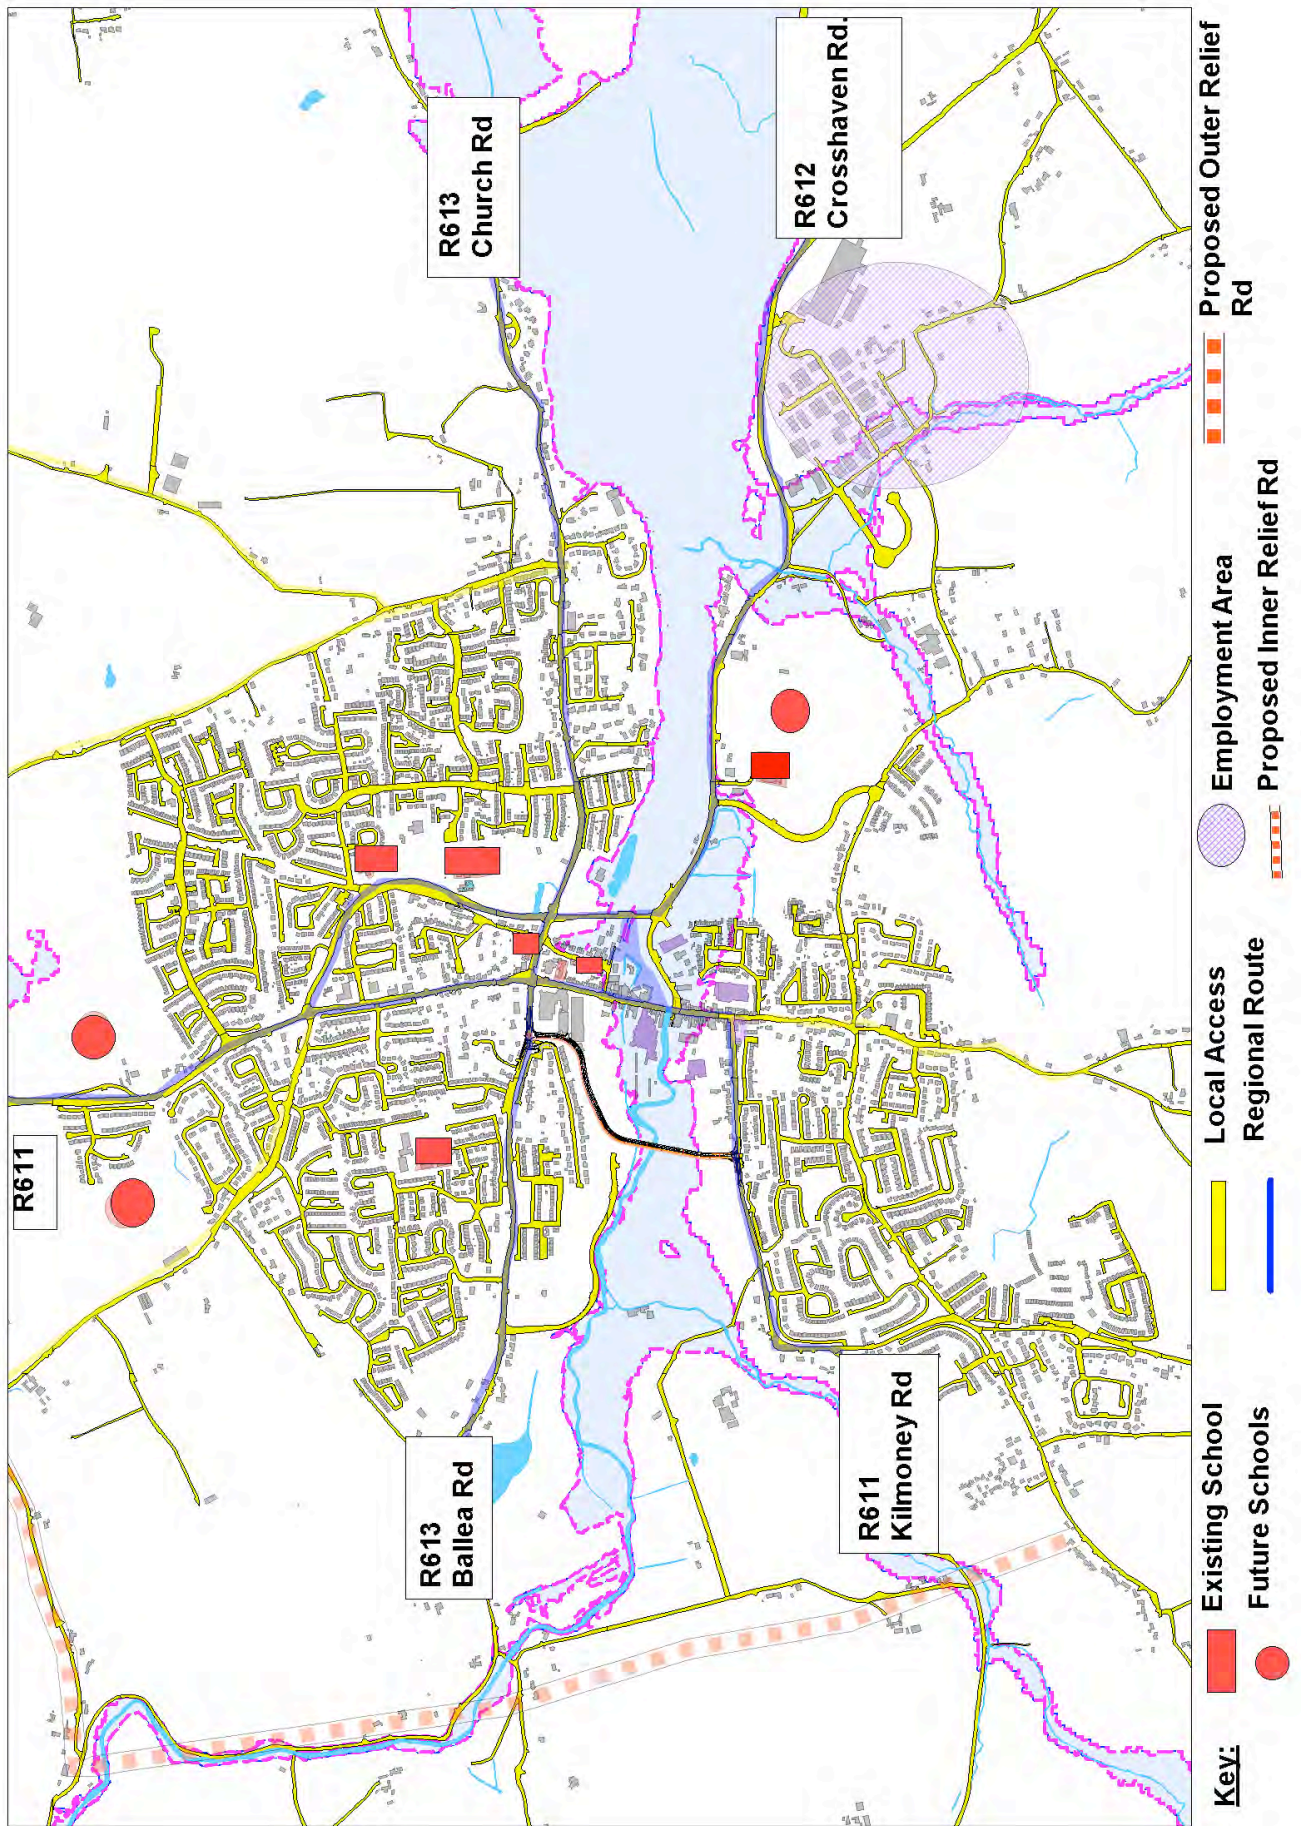 R611
R613
Church Rd
R612
Crosshaven Rd.
R613
Ballea Rd
R611
Kilmoney Rd
Key:
Existing School
Future Schools
Local Access
Regional Route
Employment Area
Proposed Inner Relief Rd
Proposed Outer Relief
Rd